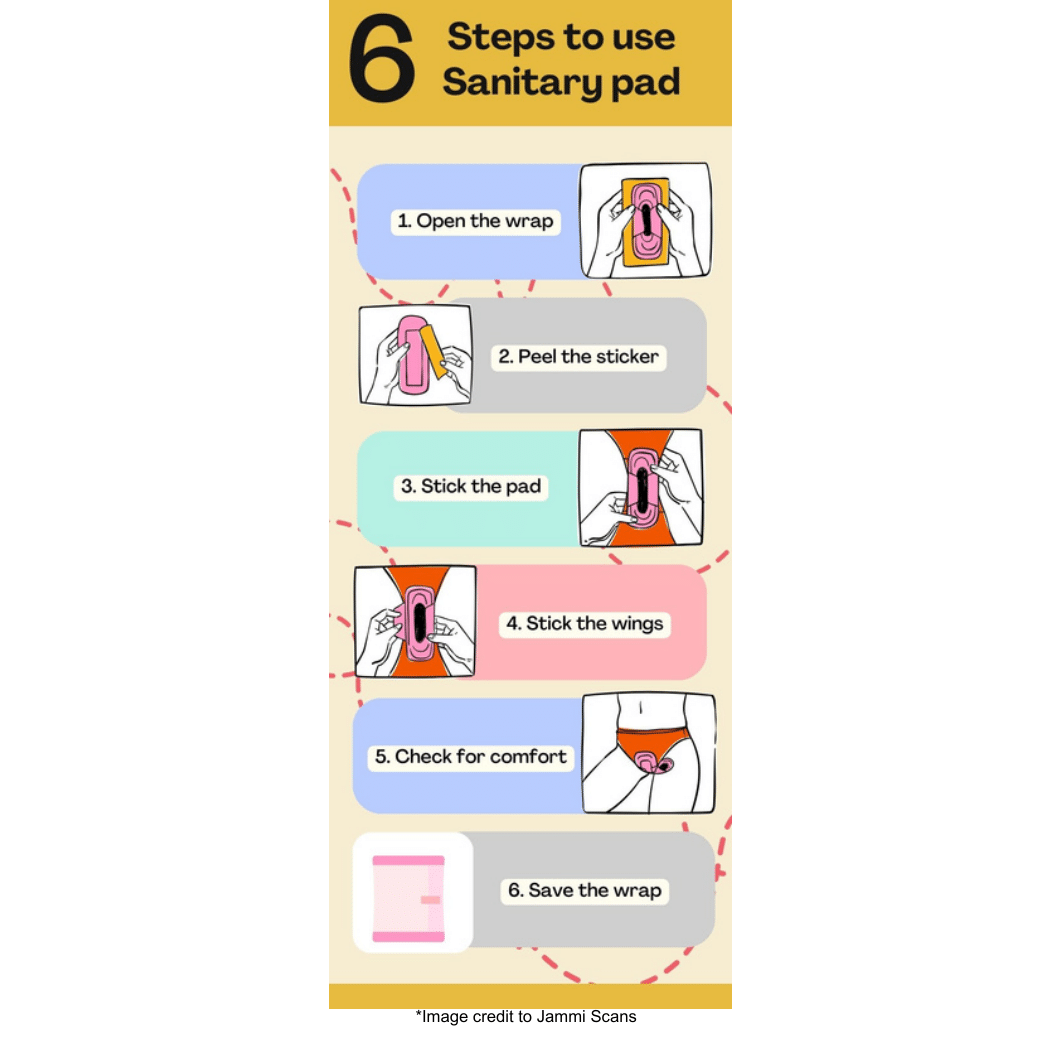 6
Steps to use
Sanitary pad
1. Open the wrap
2. Peel the sticker
3. Stick the pad
4. Stick the wings
5. Check for comfort
6. Save the wrap
*Image credit to Jammi Scans